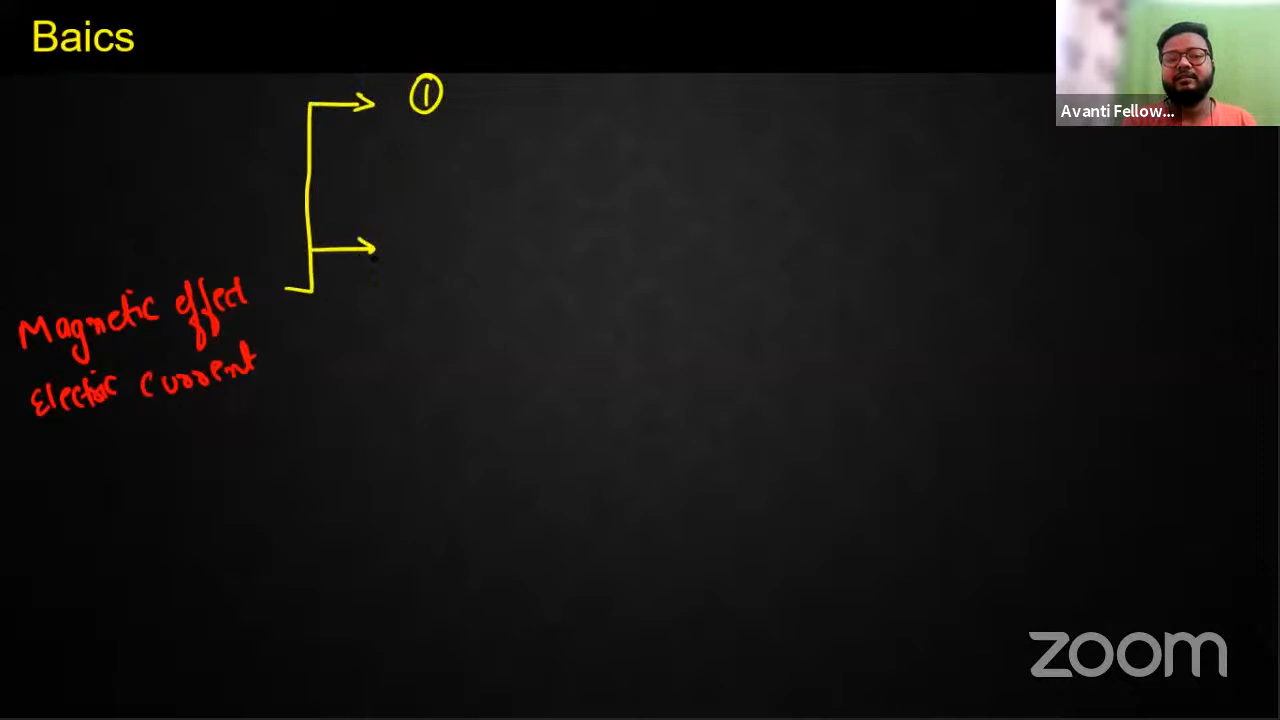 Baics
①
Avanti Fellow...
Magnetic effect
Electric current
zoom